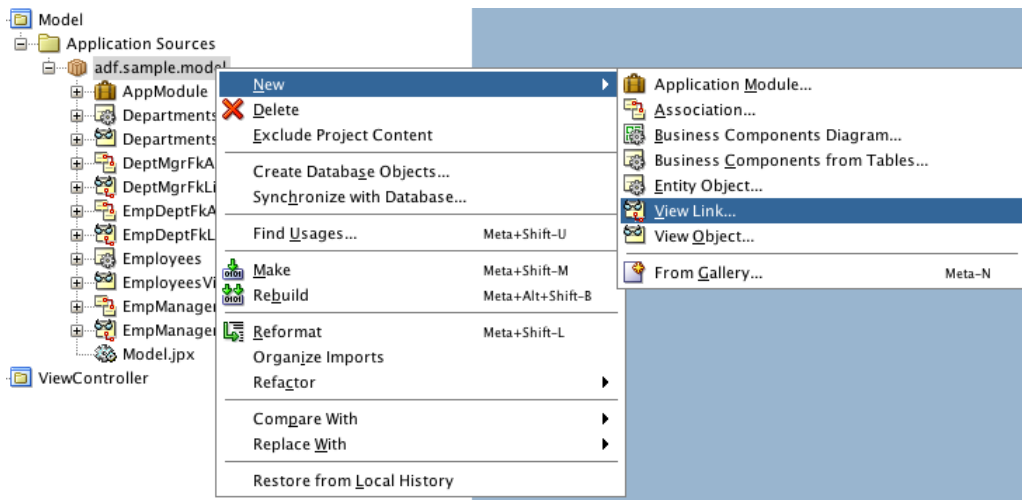 Model
Application Sources
adf.sample.model
AppModule
Departments
Departments
DeptMgrFkA
DeptMgrFkLi
EmpDeptFkA
EmpDeptFkL
Employees
EmployeesVi
EmpManager
EmpManager
Model.jpx
ViewController
New
Delete
Exclude Project Content
Create Database Objects...
Synchronize with Database...
Find Usages... Meta+Shift-U
Make Meta+Shift-M
Rebuild Meta+Alt+Shift-B
Reformat Meta+Shift-L
Organize Imports
Refactor
Compare With
Replace With
Restore from Local History
Application Module...
Association...
Business Components Diagram...
Business Components from Tables...
Entity Object...
View Link...
View Object...
From Gallery... Meta-N